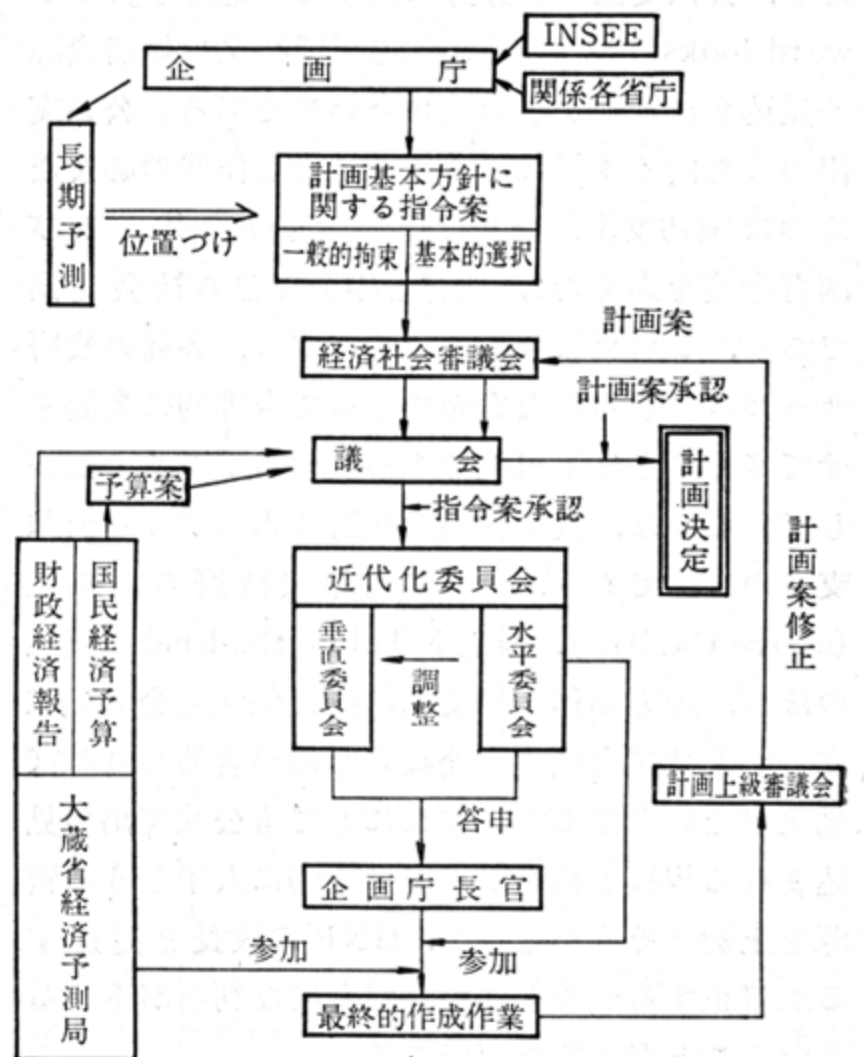 INSEE
企画庁
関係各省庁
長期予測
計画基本方針に
関する指令案
位置づけ
一般的拘束
基本的選択
計画案
経済社会審議会
計画案承認
議会
計画決定
予算案
指令案承認
計画案修正
財政経済報告
国民経済予算
近代化委員会
垂直委員会
調整
水平委員会
大蔵省経済予測局
計画上級審議会
答申
企画庁長官
参加
参加
最終的作成作業